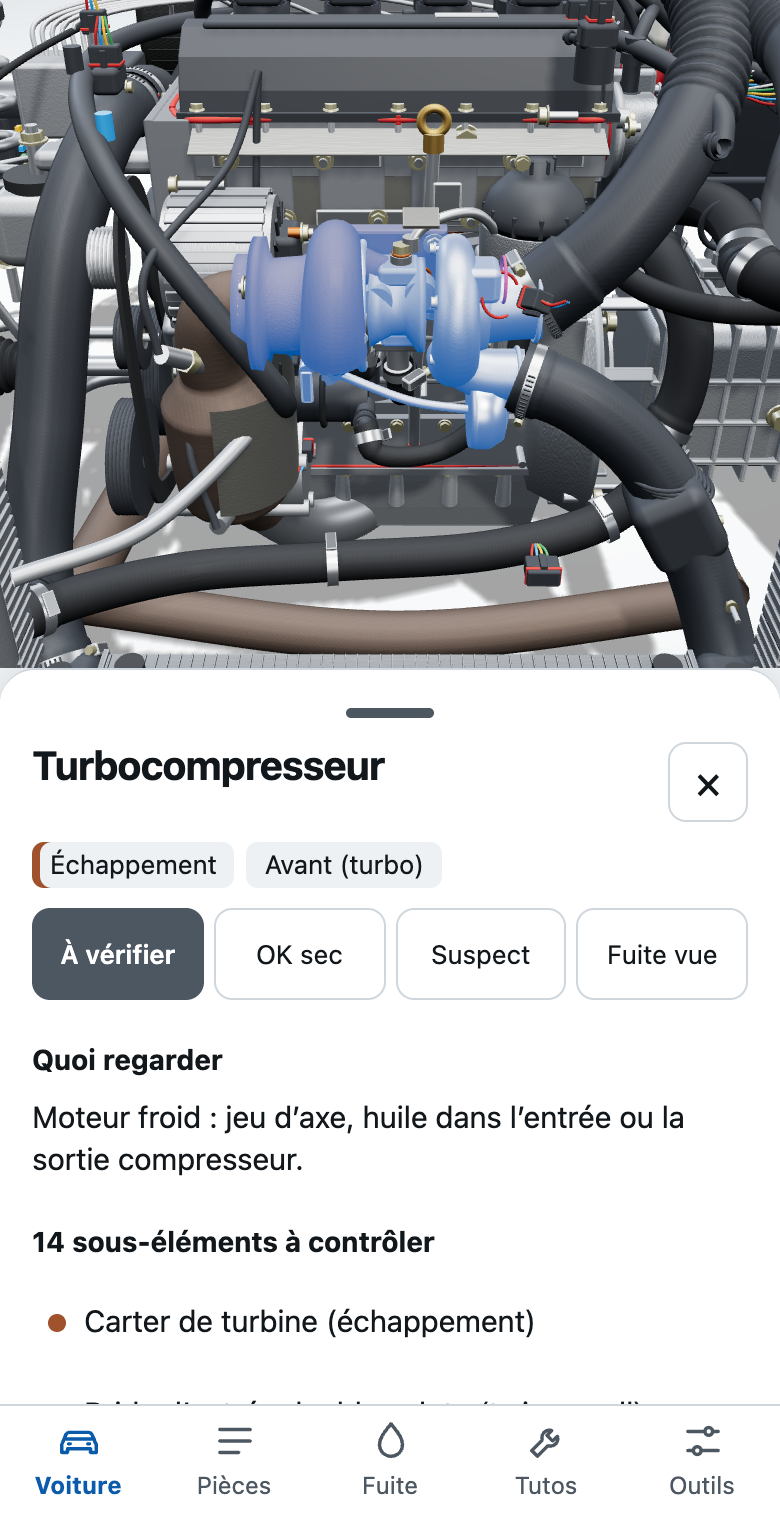 Turbocompresseur
Échappement
Avant (turbo)
À vérifier
OK sec
Suspect
Fuite vue
Quoi regarder
Moteur froid : jeu d’axe, huile dans l’entrée ou la
sortie compresseur.
14 sous-éléments à contrôler
Carter de turbine (échappement)
Voiture
Pièces
Fuite
Tutos
Outils